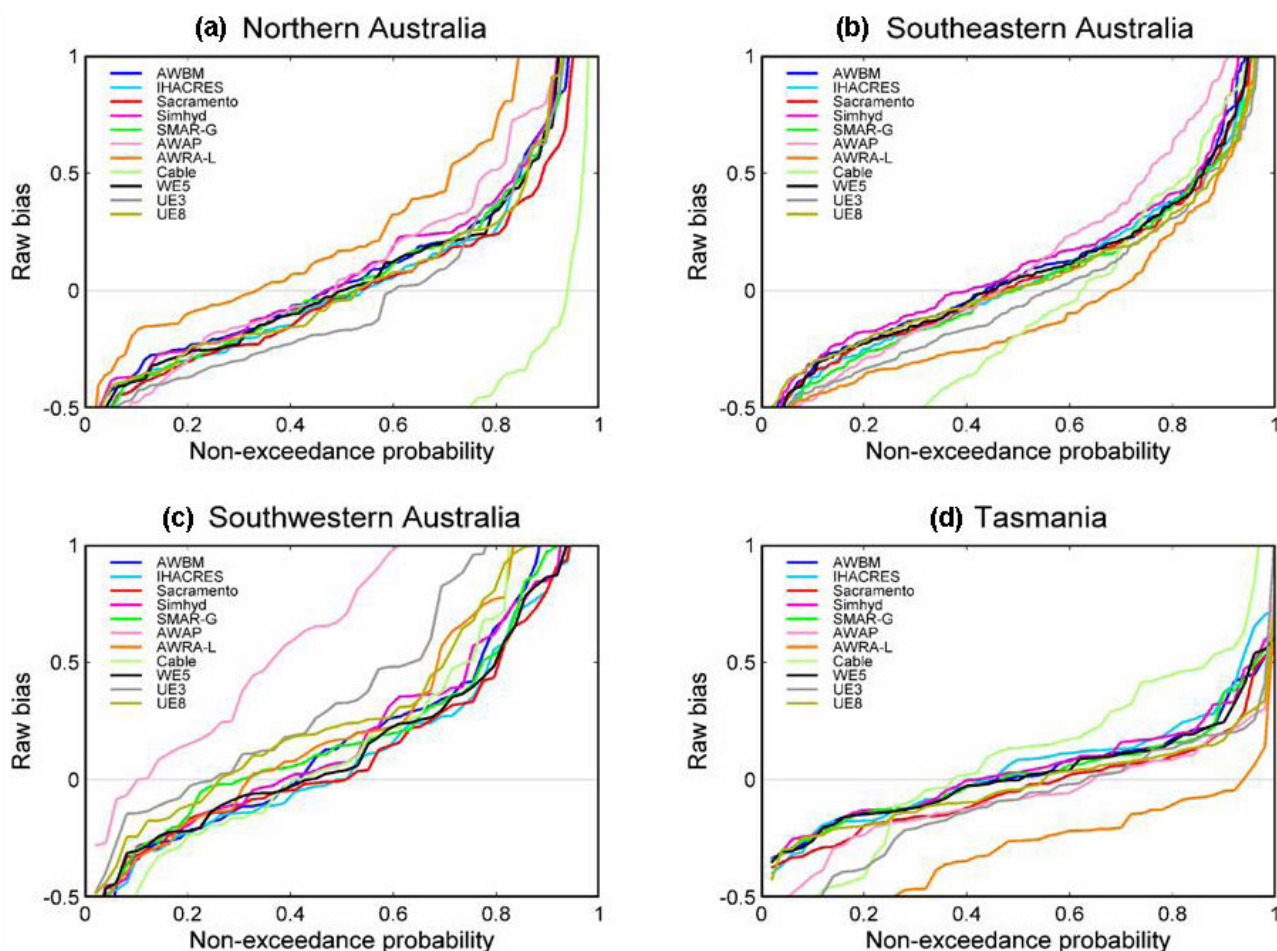 (a) Northern Australia
1
0.5
0
-0.5
Raw bias
AWBM
IHACRES
Sacramento
Simhyd
SMAR-G
AWAP
AWRA-L
Cable
WE5
UE3
UE8
0 0.2 0.4 0.6 0.8 1
Non-exceedance probability
(b) Southeastern Australia
1
0.5
0
-0.5
Raw bias
AWBM
IHACRES
Sacramento
Simhyd
SMAR-G
AWAP
AWRA-L
Cable
WE5
UE3
UE8
0 0.2 0.4 0.6 0.8 1
Non-exceedance probability
(c) Southwestern Australia
1
0.5
0
-0.5
Raw bias
AWBM
IHACRES
Sacramento
Simhyd
SMAR-G
AWAP
AWRA-L
Cable
WE5
UE3
UE8
0 0.2 0.4 0.6 0.8 1
Non-exceedance probability
(d) Tasmania
1
0.5
0
-0.5
Raw bias
AWBM
IHACRES
Sacramento
Simhyd
SMAR-G
AWAP
AWRA-L
Cable
WE5
UE3
UE8
0 0.2 0.4 0.6 0.8 1
Non-exceedance probability